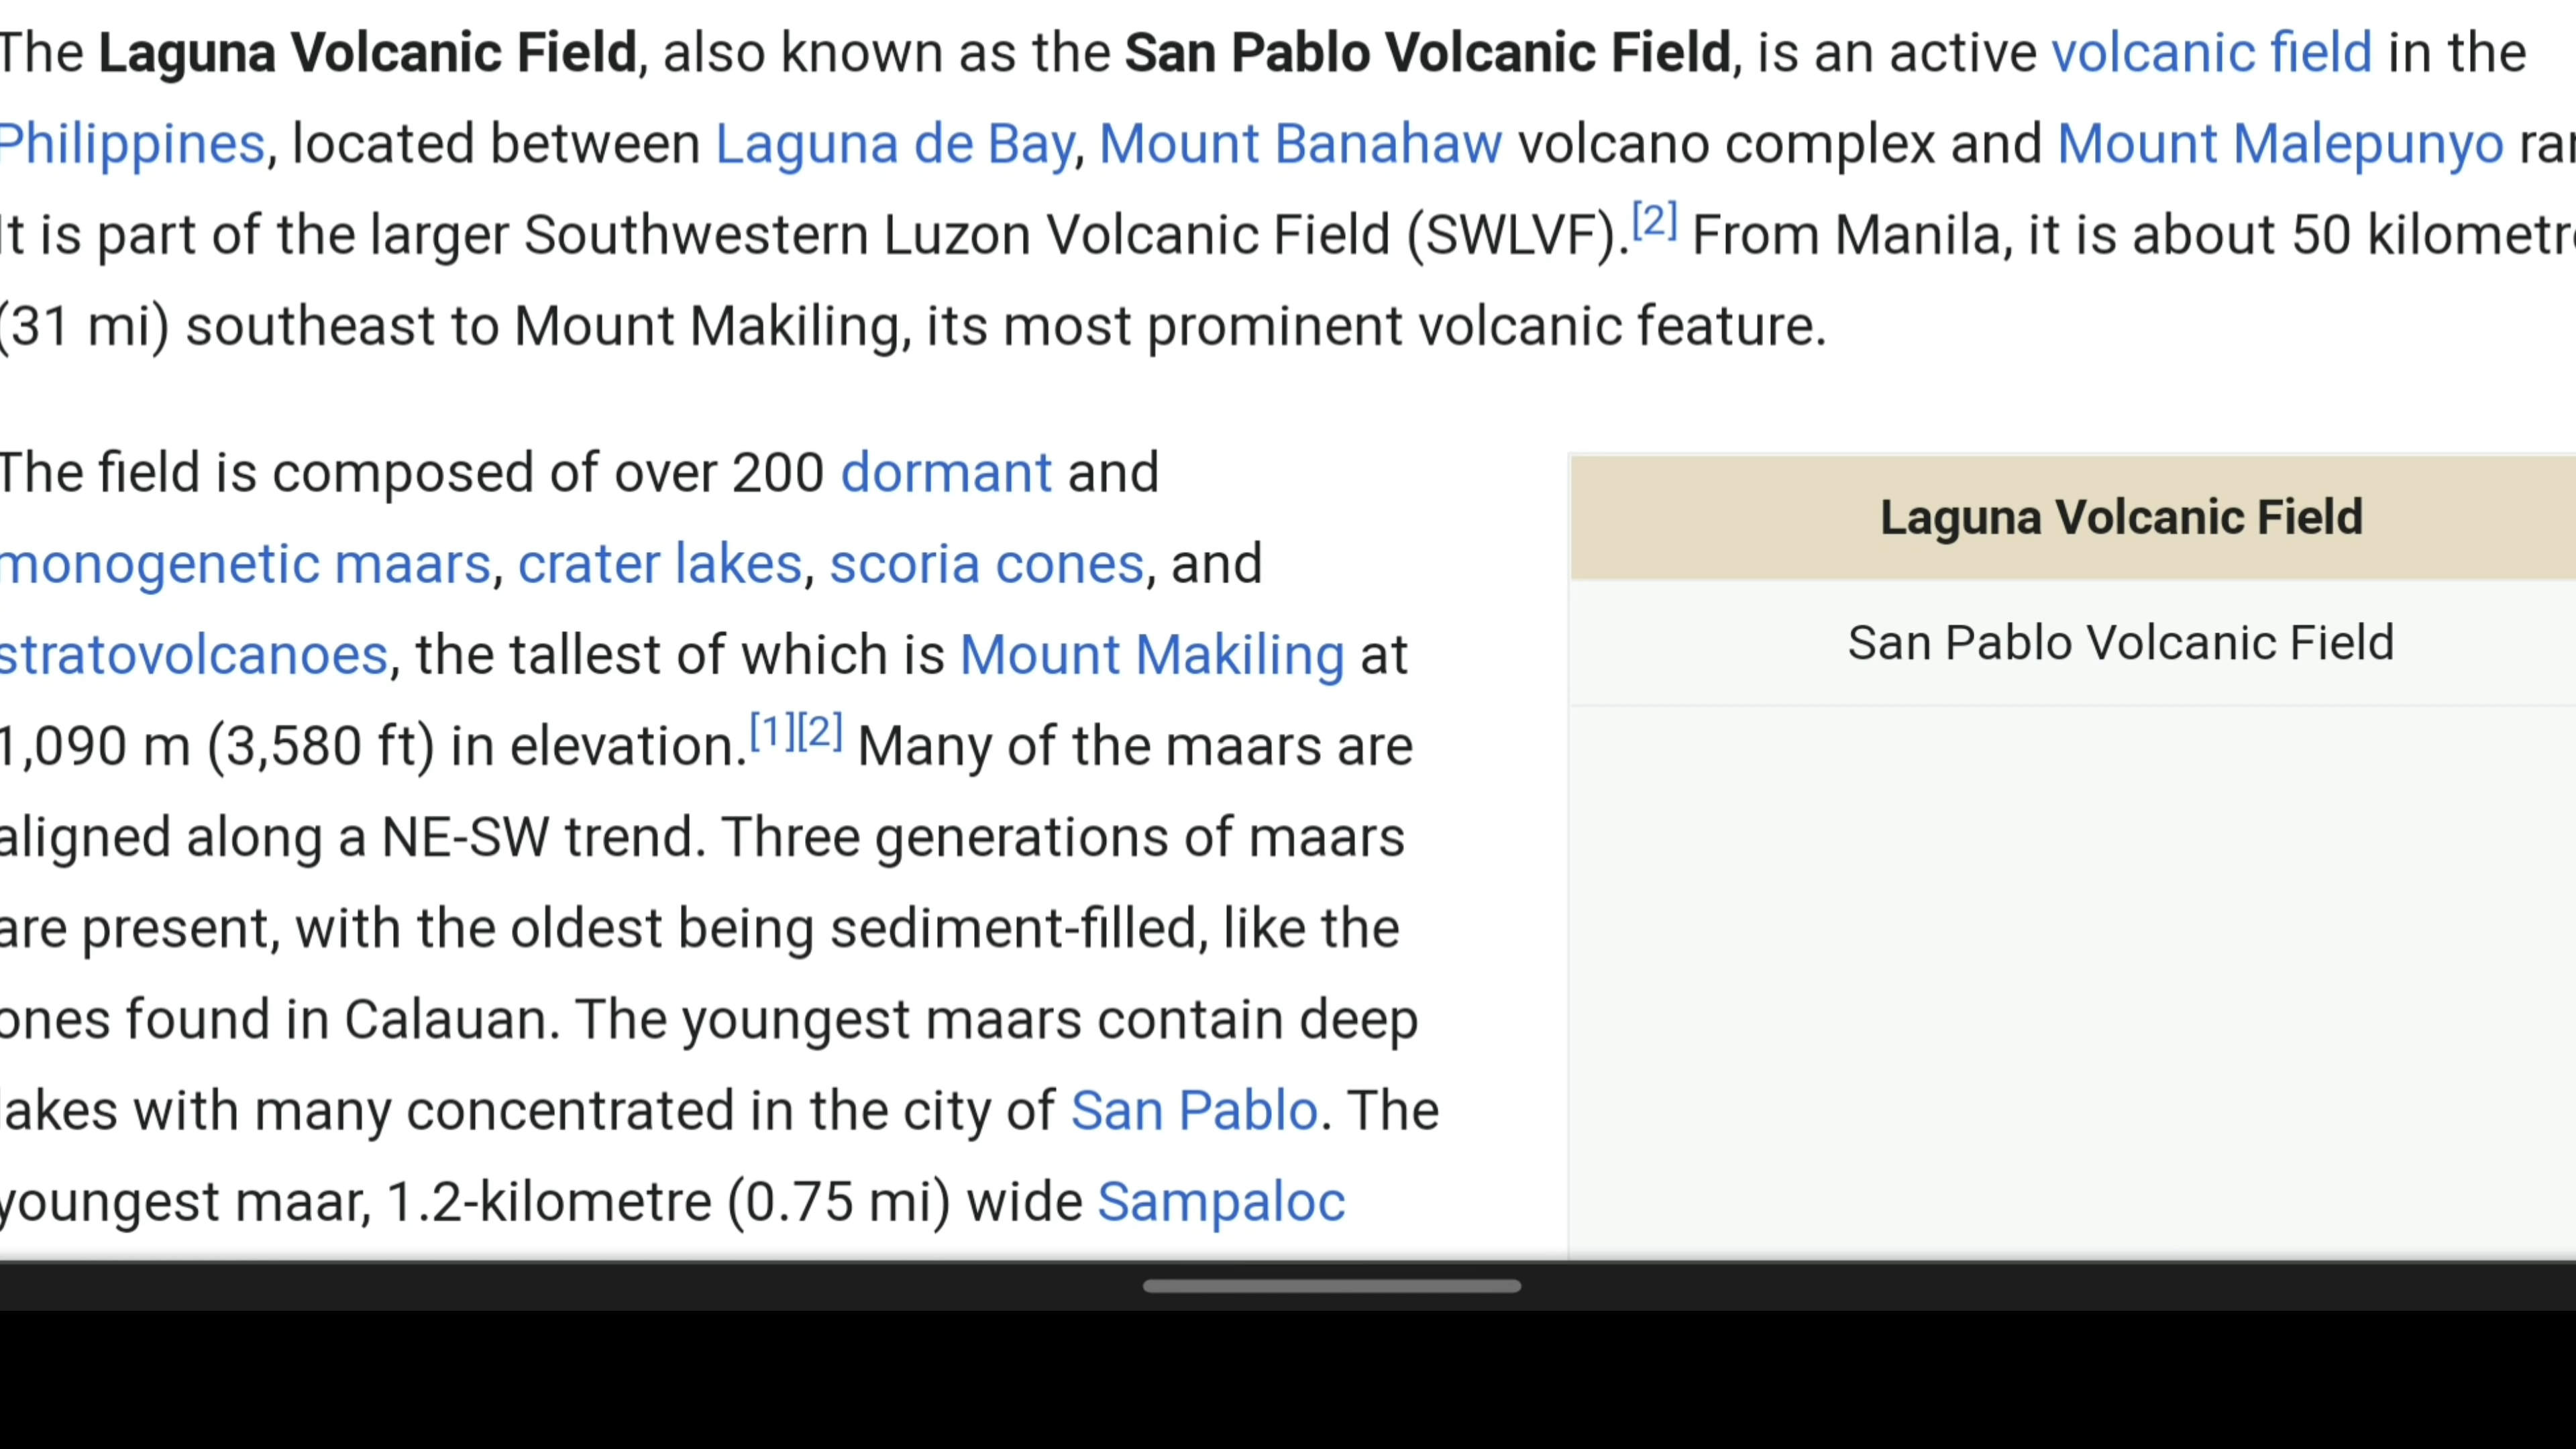 The Laguna Volcanic Field, also known as the San Pablo Volcanic Field, is an active volcanic field in the
Philippines, located between Laguna de Bay, Mount Banahaw volcano complex and Mount Malepunyo
It is part of the larger Southwestern Luzon Volcanic Field (SWLVF).[2] From Manila, it is about 50
(31 mi) southeast to Mount Makiling, its most prominent volcanic feature.
The field is composed of over 200 dormant and
monogenetic maars, crater lakes, scoria cones, and
stratovolcanoes, the tallest of which is Mount Makiling at
1,090 m (3,580 ft) in elevation.[1][2] Many of the maars are
aligned along a NE-SW trend. Three generations of maars
are present, with the oldest being sediment-filled, like the
ones found in Calauan. The youngest maars contain deep
lakes with many concentrated in the city of San Pablo. The
youngest maar, 1.2-kilometre (0.75 mi) wide Sampaloc
Laguna Volcanic Field
San Pablo Volcanic Field